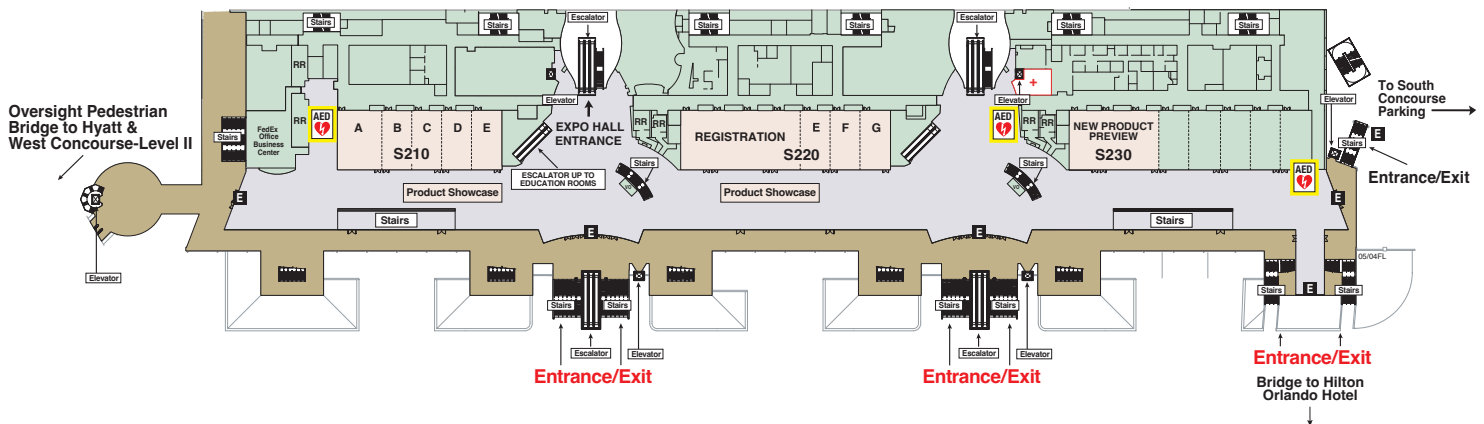 Stairs
Stairs
Escalator
Stairs
Stairs
Escalator
Stairs
Stairs
RR
Elevator
Elevator
Elevator
+
To South
Concourse
Parking
Oversight Pedestrian
Bridge to Hyatt &
West Concourse-Level II
Stairs
FedEx
Office
Business
Center
RR
AED
A
B
C
D
E
S210
EXPO HALL
ENTRANCE
RR
RR
REGISTRATION
E
F
G
S220
AED
RR
RR
NEW PRODUCT
PREVIEW
S230
E
Stairs
Entrance/Exit
ESCALATOR UP TO
EDUCATION ROOMS
Stairs
Stairs
AED
E
Product Showcase
Product Showcase
E
Stairs
Stairs
E
E
Elevator
05/04FL
Stairs
Stairs
Stairs
Stairs
Stairs
Stairs
E
Escalator
Elevator
Escalator
Elevator
Entrance/Exit
Entrance/Exit
Entrance/Exit
Bridge to Hilton
Orlando Hotel